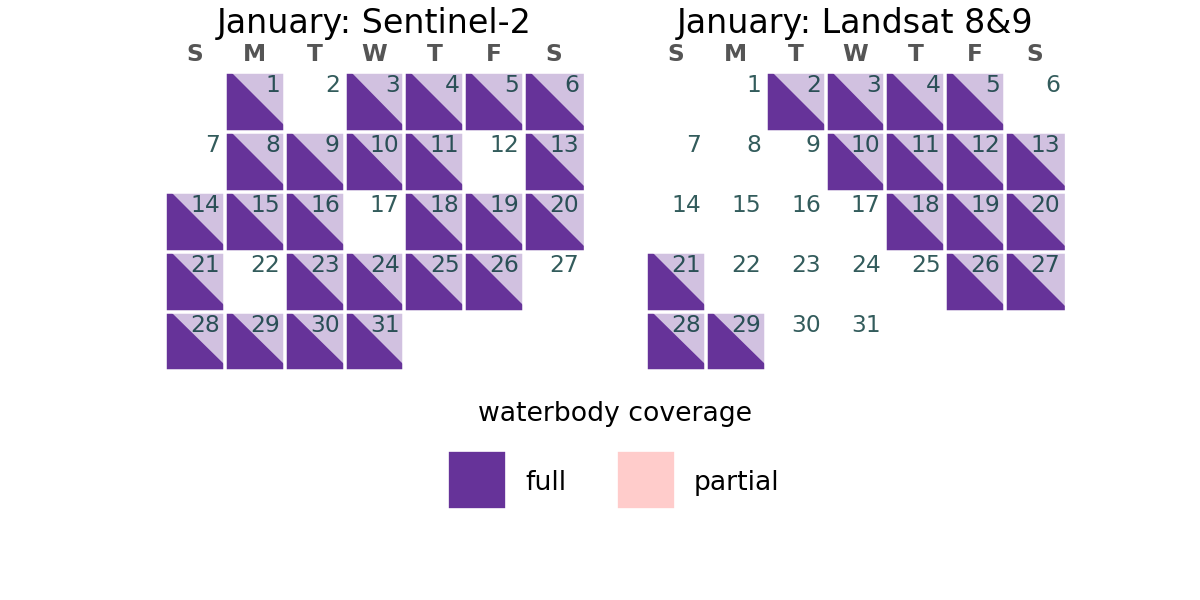 January: Sentinel-2
S M T W T F S
1 2 3 4 5 6
7 8 9 10 11 12 13
14 15 16 17 18 19 20
21 22 23 24 25 26 27
28 29 30 31
January: Landsat 8&9
S M T W T F S
1 2 3 4 5 6
7 8 9 10 11 12 13
14 15 16 17 18 19 20
21 22 23 24 25 26 27
28 29 30 31
waterbody coverage
full partial